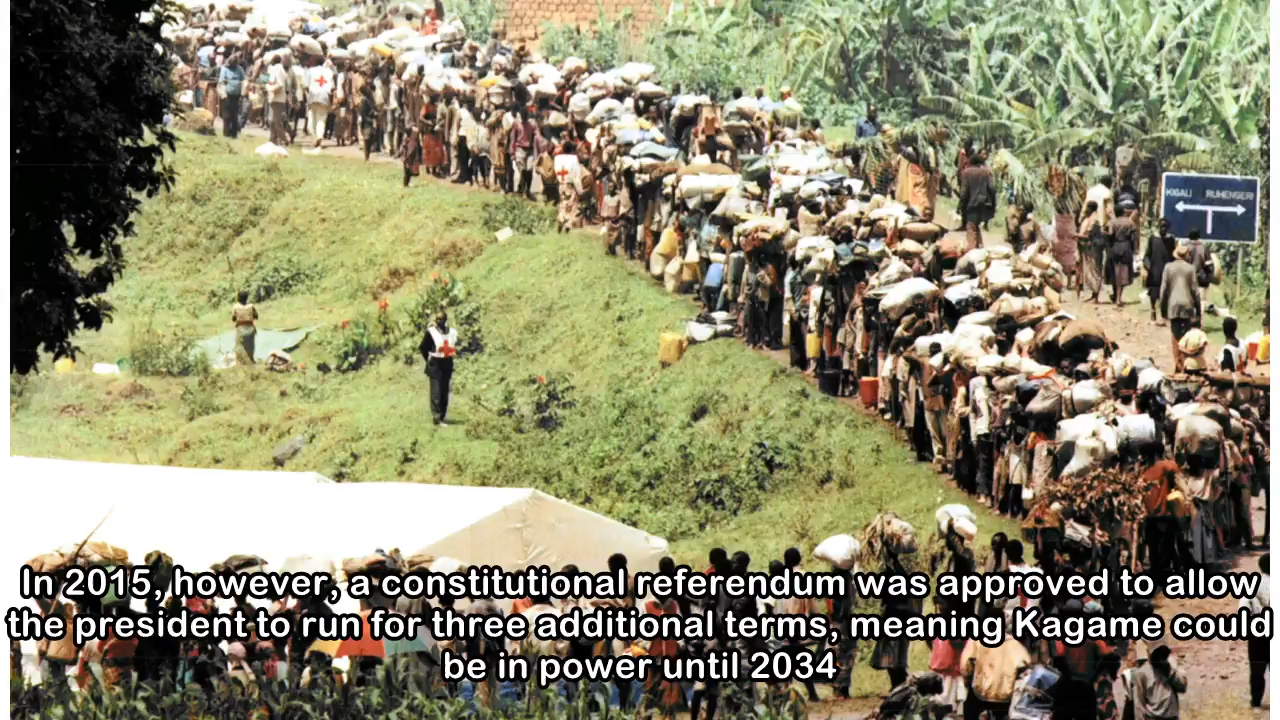 KIGALI RUHENGERI
In 2015, however, a constitutional referendum was approved to allow
the president to run for three additional terms, meaning Kagame could
be in power until 2034